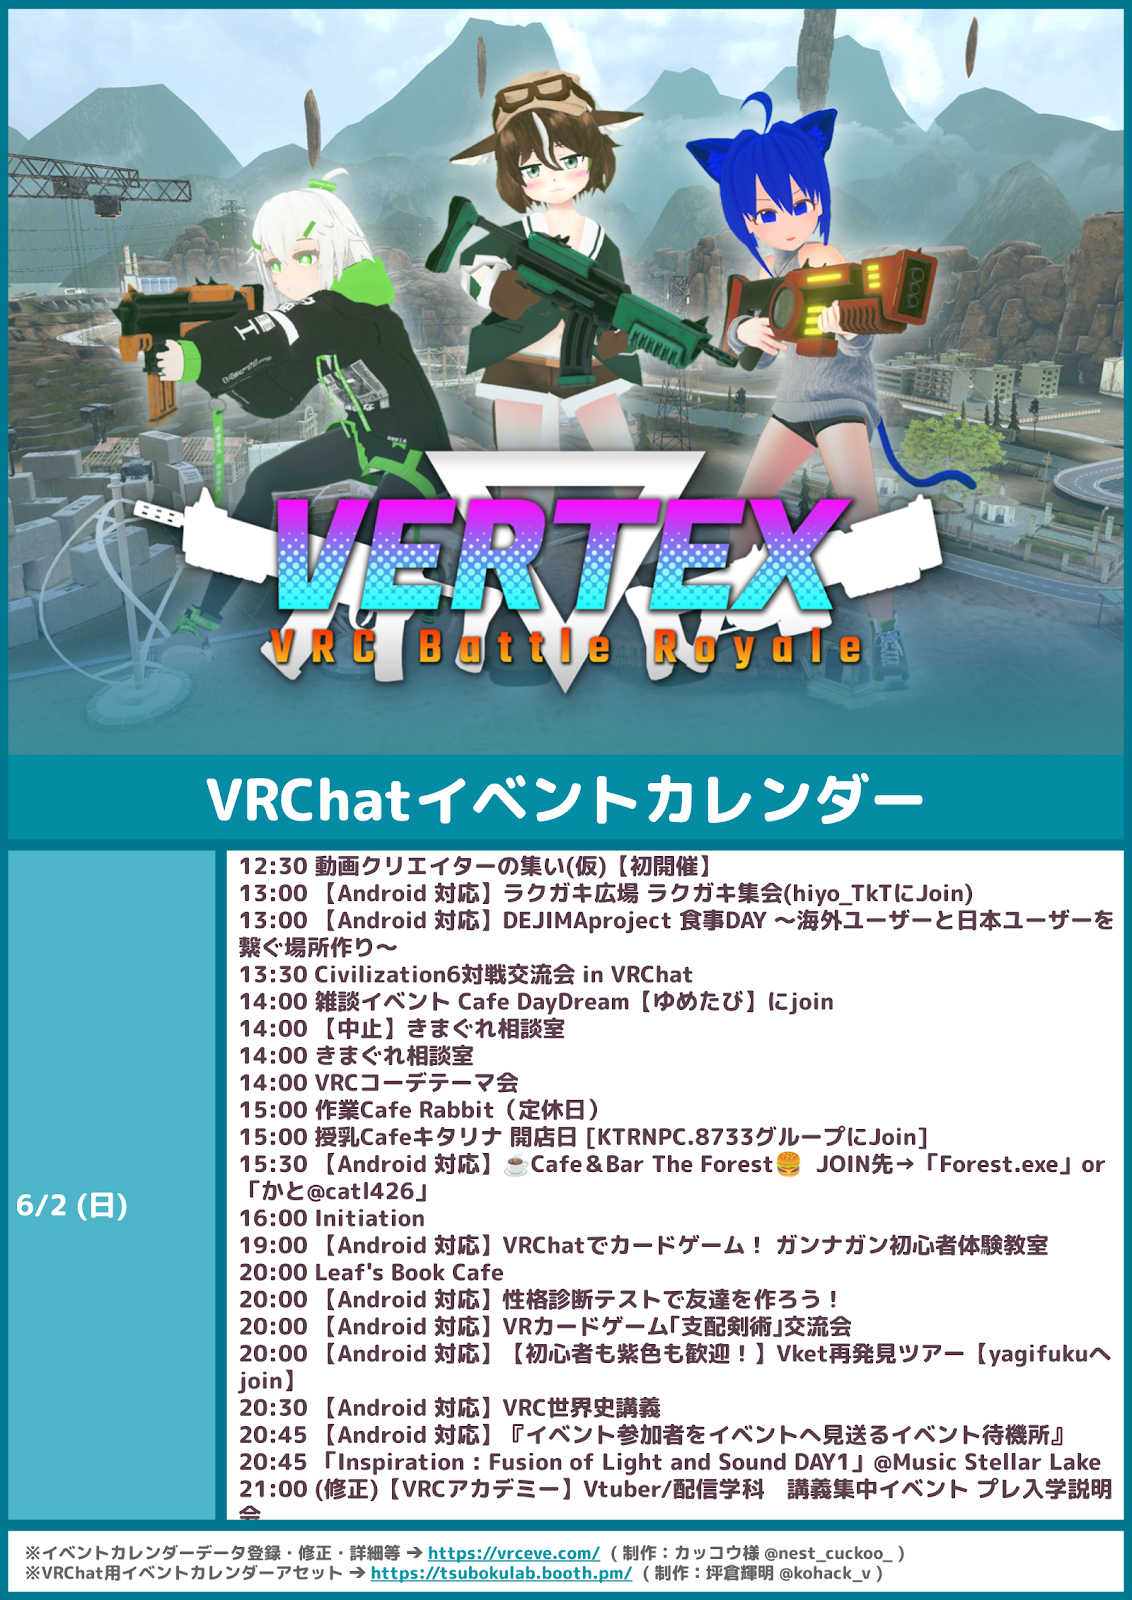 VERTEX
VRC Battle Royale
VRChatイベントカレンダー
6/2 (日)
12:30 動画クリエイターの集い(仮)【初開催】
13:00 【Android 対応】ラクガキ広場 ラクガキ集会(hiyo_TkTにJoin)
13:00 【Android 対応】DEJIMAproject 食事DAY ～海外ユーザーと日本ユーザーを
繋ぐ場所作り～
13:30 Civilization6対戦交流会 in VRChat
14:00 雑談イベント Cafe DayDream【ゆめたび】にjoin
14:00 【中止】きまぐれ相談室
14:00 きまぐれ相談室
14:00 VRCコーデテーマ会
15:00 作業Cafe Rabbit（定休日）
15:00 授乳Cafeキタリナ 開店日 [KTRNPC.8733グループにJoin]
15:30 【Android 対応】☕Cafe＆Bar The Forest🍔 JOIN先→「Forest.exe」or
「かと@catl426」
16:00 Initiation
19:00 【Android 対応】VRChatでカードゲーム！ ガンナガン初心者体験教室
20:00 Leaf's Book Cafe
20:00 【Android 対応】性格診断テストで友達を作ろう！
20:00 【Android 対応】VRカードゲーム｢支配剣術｣交流会
20:00 【Android 対応】【初心者も紫色も歓迎！】Vket再発見ツアー【yagifukuへ
join】
20:30 【Android 対応】VRC世界史講義
20:45 【Android 対応】『イベント参加者をイベントへ見送るイベント待機所』
20:45 「Inspiration : Fusion of Light and Sound DAY1」@Music Stellar Lake
21:00 (修正)【VRCアカデミー】Vtuber/配信学科　講義集中イベント プレ入学説明
会
※イベントカレンダーデータ登録・修正・詳細等 ➔ https://vrceve.com/ ( 制作：カッコウ様 @nest_cuckoo_ )
※VRChat用イベントカレンダーアセット ➔ https://tsubokulab.booth.pm/ ( 制作：坪倉輝明 @kohack_v )